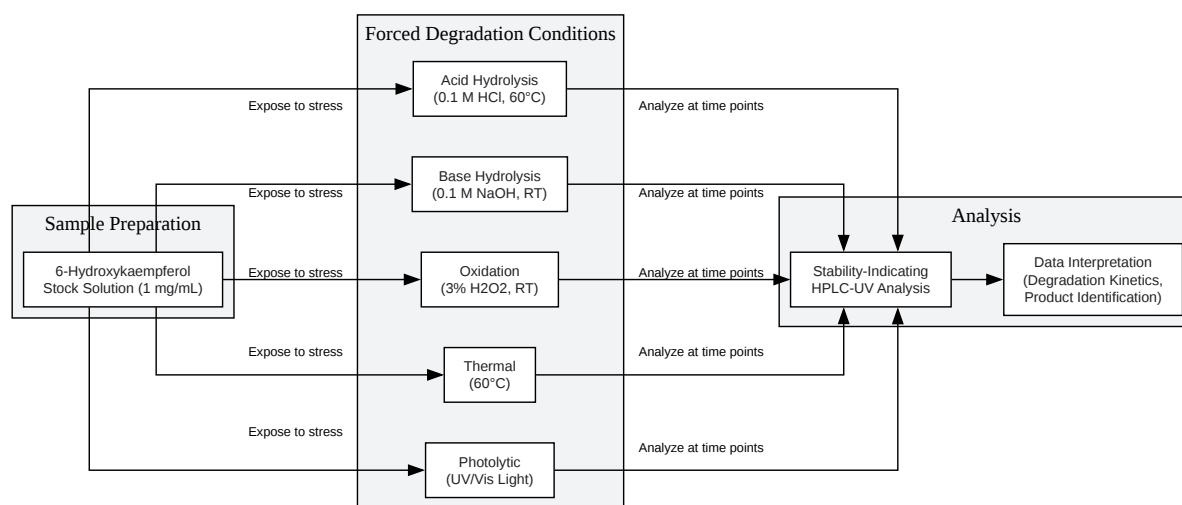 Forced Degradation Conditions
Acid Hydrolysis
(0.1 M HCl, 60°C)
Expose to stress
Analyze at time points
Base Hydrolysis
(0.1 M NaOH, RT)
Expose to stress
Analyze at time points
Sample Preparation
Analysis
6-Hydroxykaempferol
Stock Solution (1 mg/mL)
Expose to stress
Oxidation
(3% H2O2, RT)
Analyze at time points
Stability-Indicating
HPLC-UV Analysis
Data Interpretation
(Degradation Kinetics,
Product Identification)
Expose to stress
Thermal
(60°C)
Analyze at time points
Expose to stress
Photolytic
(UV/Vis Light)
Analyze at time points